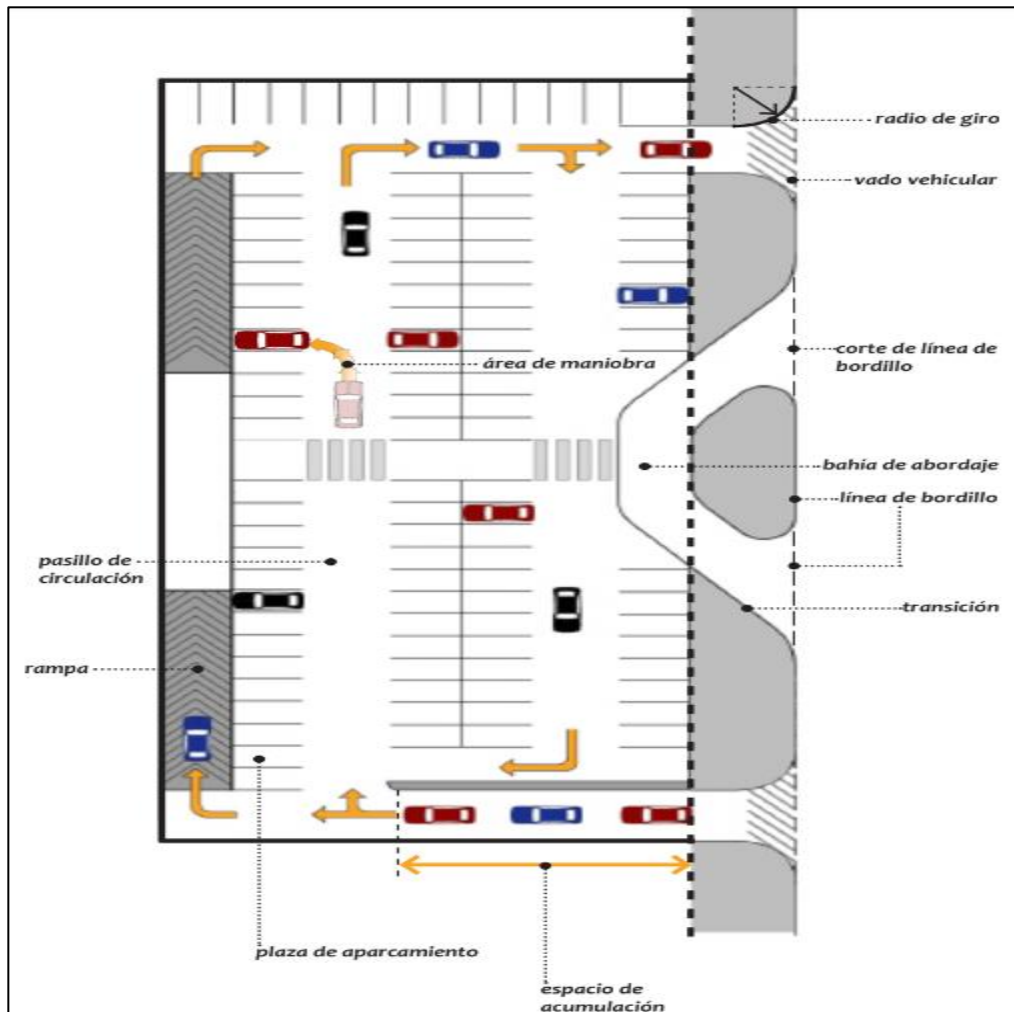 radio de giro
vado vehicular
corte de línea de
bordillo
área de maniobra
bahía de abordaje
línea de bordillo
pasillo de
circulación
transición
rampa
plaza de aparcamiento
espacio de
acumulación